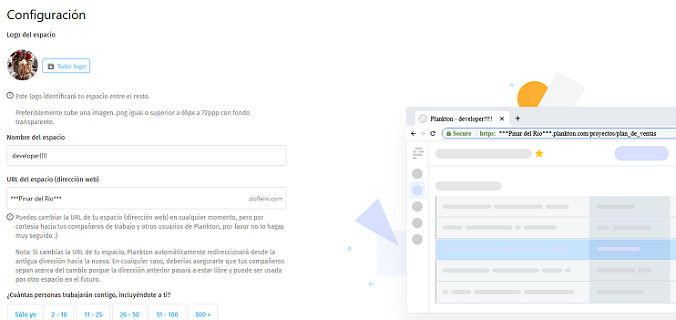 Configuración
Logo del espacio
Subir logo
Este logo identificará tu espacio entre el resto.
Preferiblemente sube una imagen .png igual o superior a 65px a 72ppp con fondo
transparente.
Nombre del espacio
developer!!!!
URL del espacio (dirección web)
***Pinar del Río***
.dofleini.com
Puedes cambiar la URL de tu espacio (dirección web) en cualquier momento, pero por
cortesía hacia tus compañeros de trabajo y otros usuarios de Plankton, por favor no lo hagas
muy seguido :)
Nota: Si cambias la URL de tu espacio, Plankton automáticamente redireccionará desde la
antigua dirección hacia la nueva. En cualquier caso, deberías asegurarte que tus compañeros
sepan acerca del cambio porque la dirección anterior pasará a estar libre y puede ser usada
por otro espacio en el futuro.
¿Cuántas personas trabajarán contigo, incluyéndote a ti?
Sólo yo 2 - 10 11 - 25 26 - 50 51 - 100 500 +
Plankton - developer!!!!
Secure https: ***Pinar del Río***.plankton.com/proyectos/plan_de_ventas